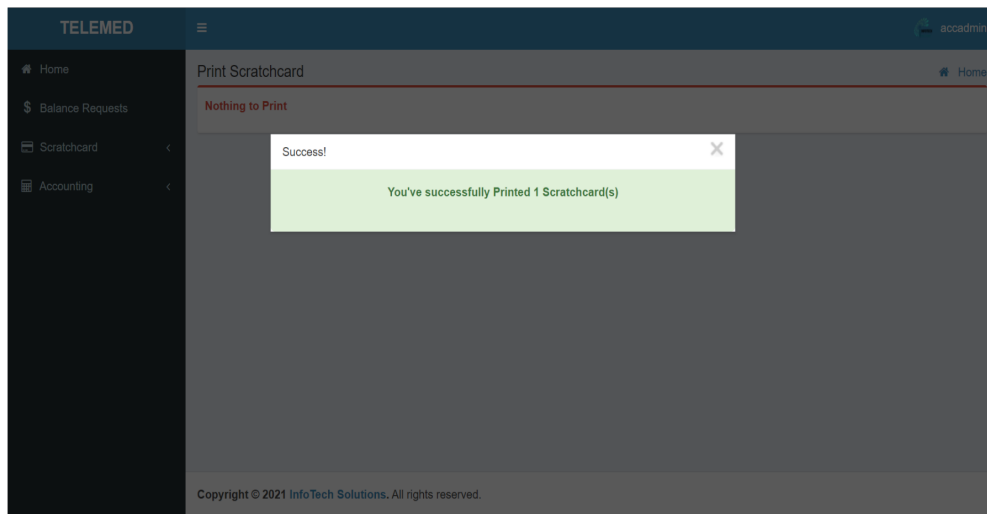 TELEMED
accadmin
Home
Balance Requests
Scratchcard
Accounting
Print Scratchcard
Home
Nothing to Print
Success!
You've successfully Printed 1 Scratchcard(s)
Copyright © 2021 InfoTech Solutions. All rights reserved.